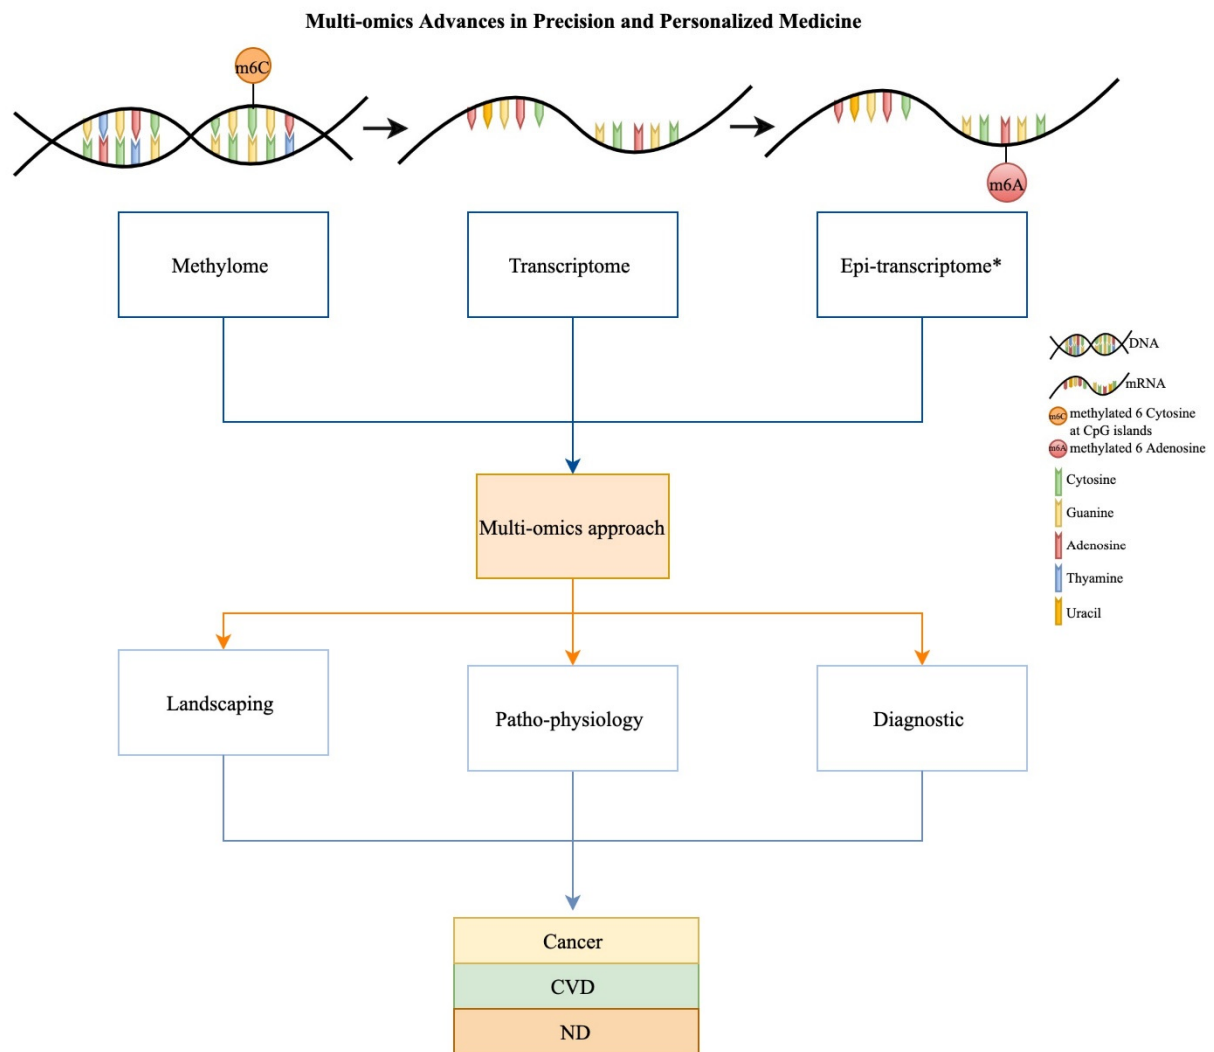 Multi-omics Advances in Precision and Personalized Medicine
m6C
m6A
Methylome
Transcriptome
Epi-transcriptome*
DNA
mRNA
m6C methylated 6 Cytosine
at CpG islands
m6A methylated 6 Adenosine
Cytosine
Guanine
Adenosine
Thyamine
Uracil
Multi-omics approach
Landscaping
Patho-physiology
Diagnostic
Cancer
CVD
ND